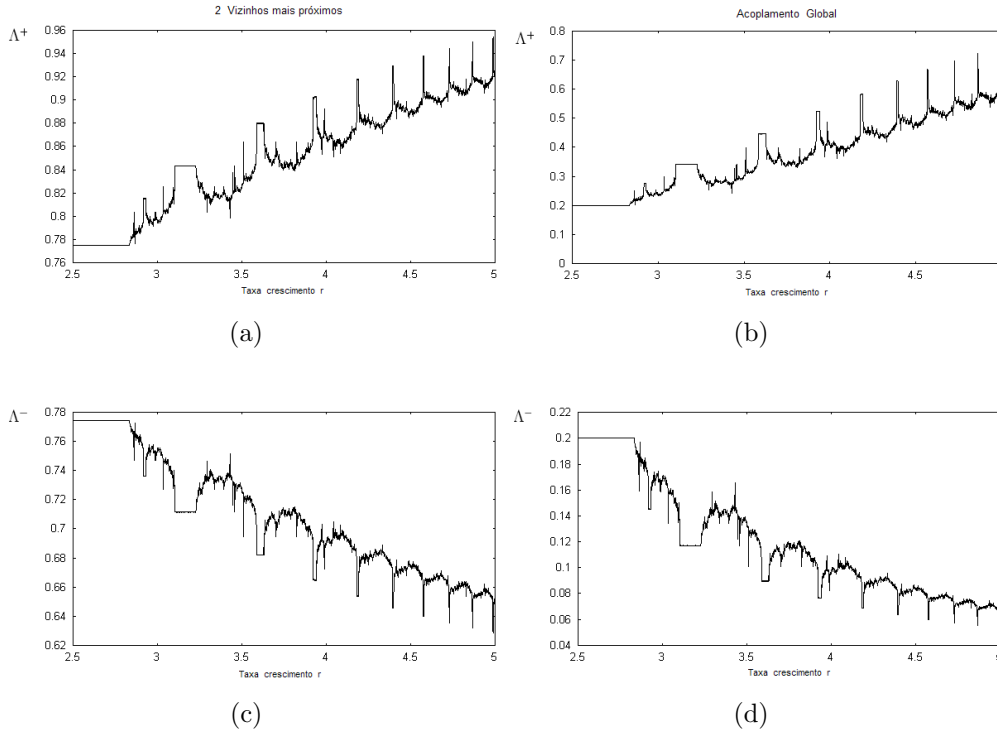 2 Vizinhos mais próximos
Λ+
0.96
0.94
0.92
0.9
0.88
0.86
0.84
0.82
0.8
0.78
0.76
2.5 3 3.5 4 4.5 5
Taxa crescimento r
(a)
Acoplamento Global
Λ+
0.8
0.7
0.6
0.5
0.4
0.3
0.2
0.1
0
2.5 3 3.5 4 4.5
Taxa crescimento r
(b)
Λ−
0.78
0.76
0.74
0.72
0.7
0.68
0.66
0.64
0.62
2.5 3 3.5 4 4.5 5
Taxa crescimento r
(c)
Λ−
0.22
0.2
0.18
0.16
0.14
0.12
0.1
0.08
0.06
0.04
2.5 3 3.5 4 4.5
Taxa crescimento r
(d)